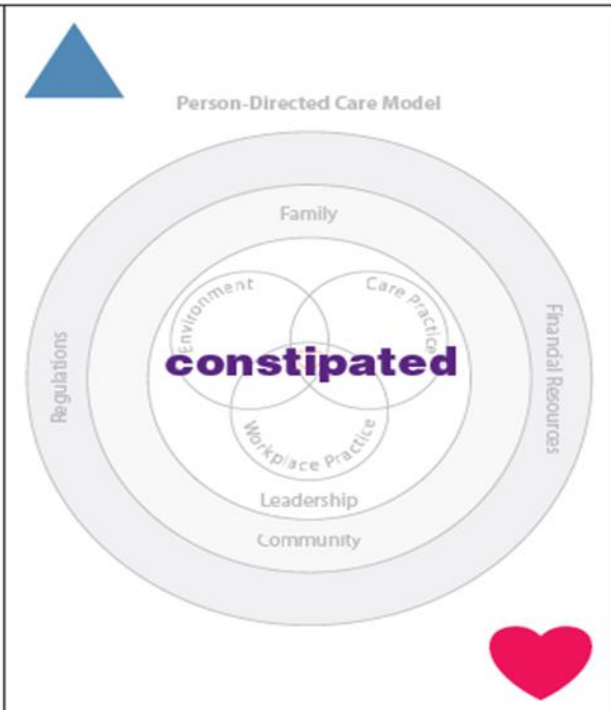 Person-Directed Care Model
Family
Environment
Care Practice
constipated
Regulations
Financial Resources
Workplace Practice
Leadership
Community